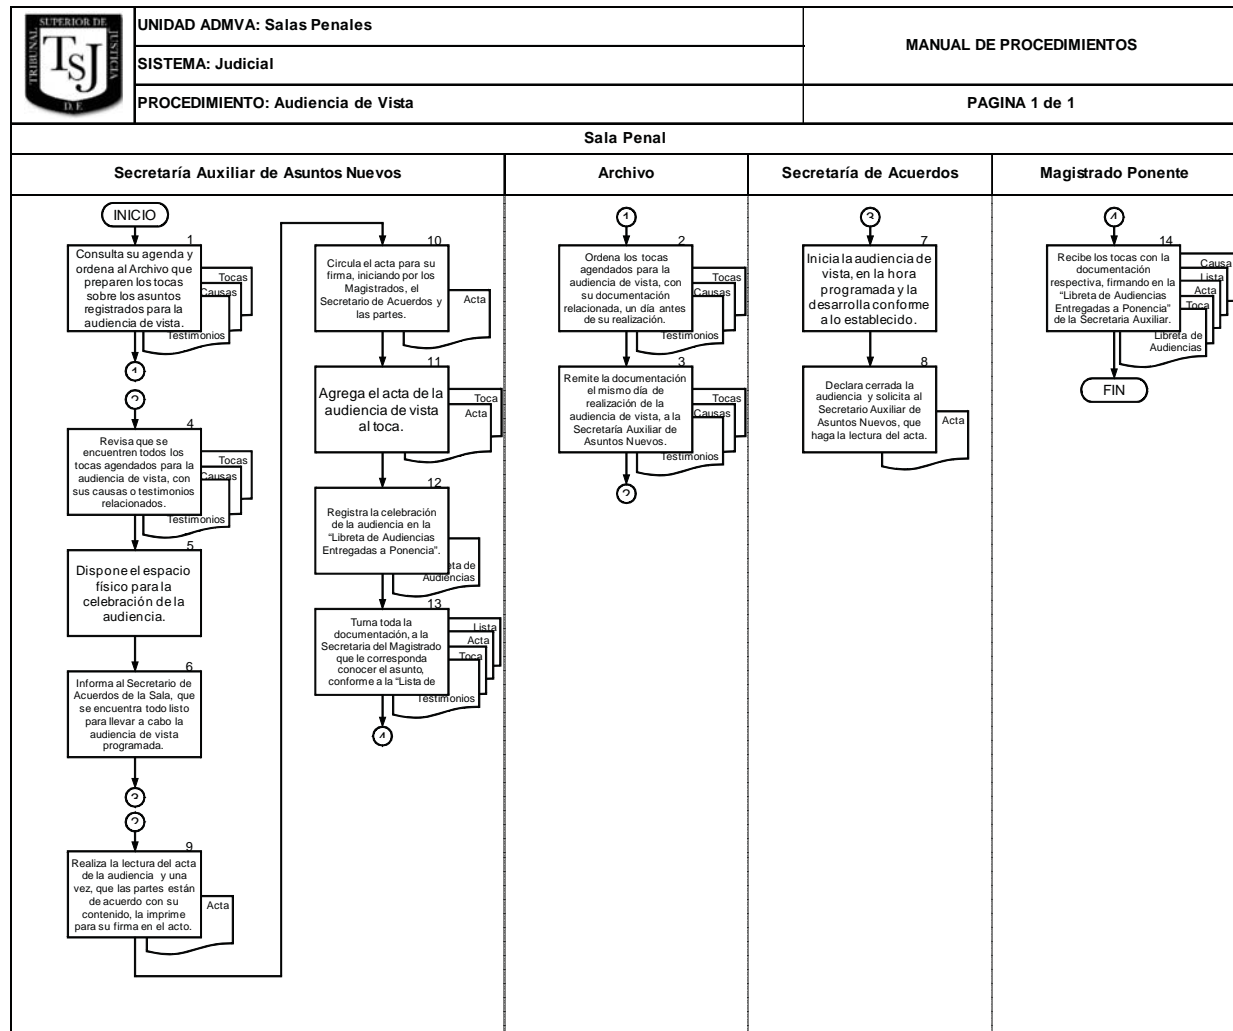 SUPERIOR DE
TRIBUNAL
JUSTICIA
TSJ
D. F.
UNIDAD ADMVA: Salas Penales
SISTEMA: Judicial
PROCEDIMIENTO: Audiencia de Vista
MANUAL DE PROCEDIMIENTOS
PAGINA 1 de 1
Sala Penal
Secretaría Auxiliar de Asuntos Nuevos
Archivo
Secretaría de Acuerdos
Magistrado Ponente
INICIO
1
Consulta su agenda y
ordena al Archivo que
preparen los tocas
sobre los asuntos
registrados para la
audiencia de vista.
Tocas
Causas
Testimonios
1
2
4
Revisa que se
encuentren todos los
tocas agendados para la
audiencia de vista, con
sus causas o testimonios
relacionados.
Tocas
Causas
Testimonios
5
Dispone el espacio
físico para la
celebración de la
audiencia.
6
Informa al Secretario de
Acuerdos de la Sala, que
se encuentra todo listo
para llevar a cabo la
audiencia de vista
programada.
9
Realiza la lectura del acta
de la audiencia y una
vez, que las partes están
de acuerdo con su
contenido, la imprime
para su firma en el acto.
Acta
10
Circula el acta para su
firma, iniciando por los
Magistrados, el
Secretario de Acuerdos y
las partes.
Acta
11
Agrega el acta de la
audiencia de vista
al toca.
Toca
Acta
12
Registra la celebración
de la audiencia en la
“Libreta de Audiencias
Entregadas a Ponencia”.
eta de
Audiencias
13
Turna toda la
documentación, a la
Secretaria del Magistrado
que le corresponda
conocer el asunto,
conforme a la “Lista de
Lista
Acta
Toca
Testimonios
4
1
2
Ordena los tocas
agendados para la
audiencia de vista, con
su documentación
relacionada, un día antes
de su realización.
Tocas
Causas
Testimonios
3
Remite la documentación
el mismo día de
realización de la
audiencia de vista, a la
Secretaría Auxiliar de
Asuntos Nuevos.
Tocas
Causas
Testimonios
2
3
7
Inicia la audiencia de
vista, en la hora
programada y la
desarrolla conforme
a lo establecido.
8
Declara cerrada la
audiencia y solicita al
Secretario Auxiliar de
Asuntos Nuevos, que
haga la lectura del acta.
Acta
4
14
Recibe los tocas con la
documentación
respectiva, firmando en la
“Libreta de Audiencias
Entregadas a Ponencia”
de la Secretaria Auxiliar.
Causa
Lista
Acta
Toca
Libreta de
Audiencias
FIN